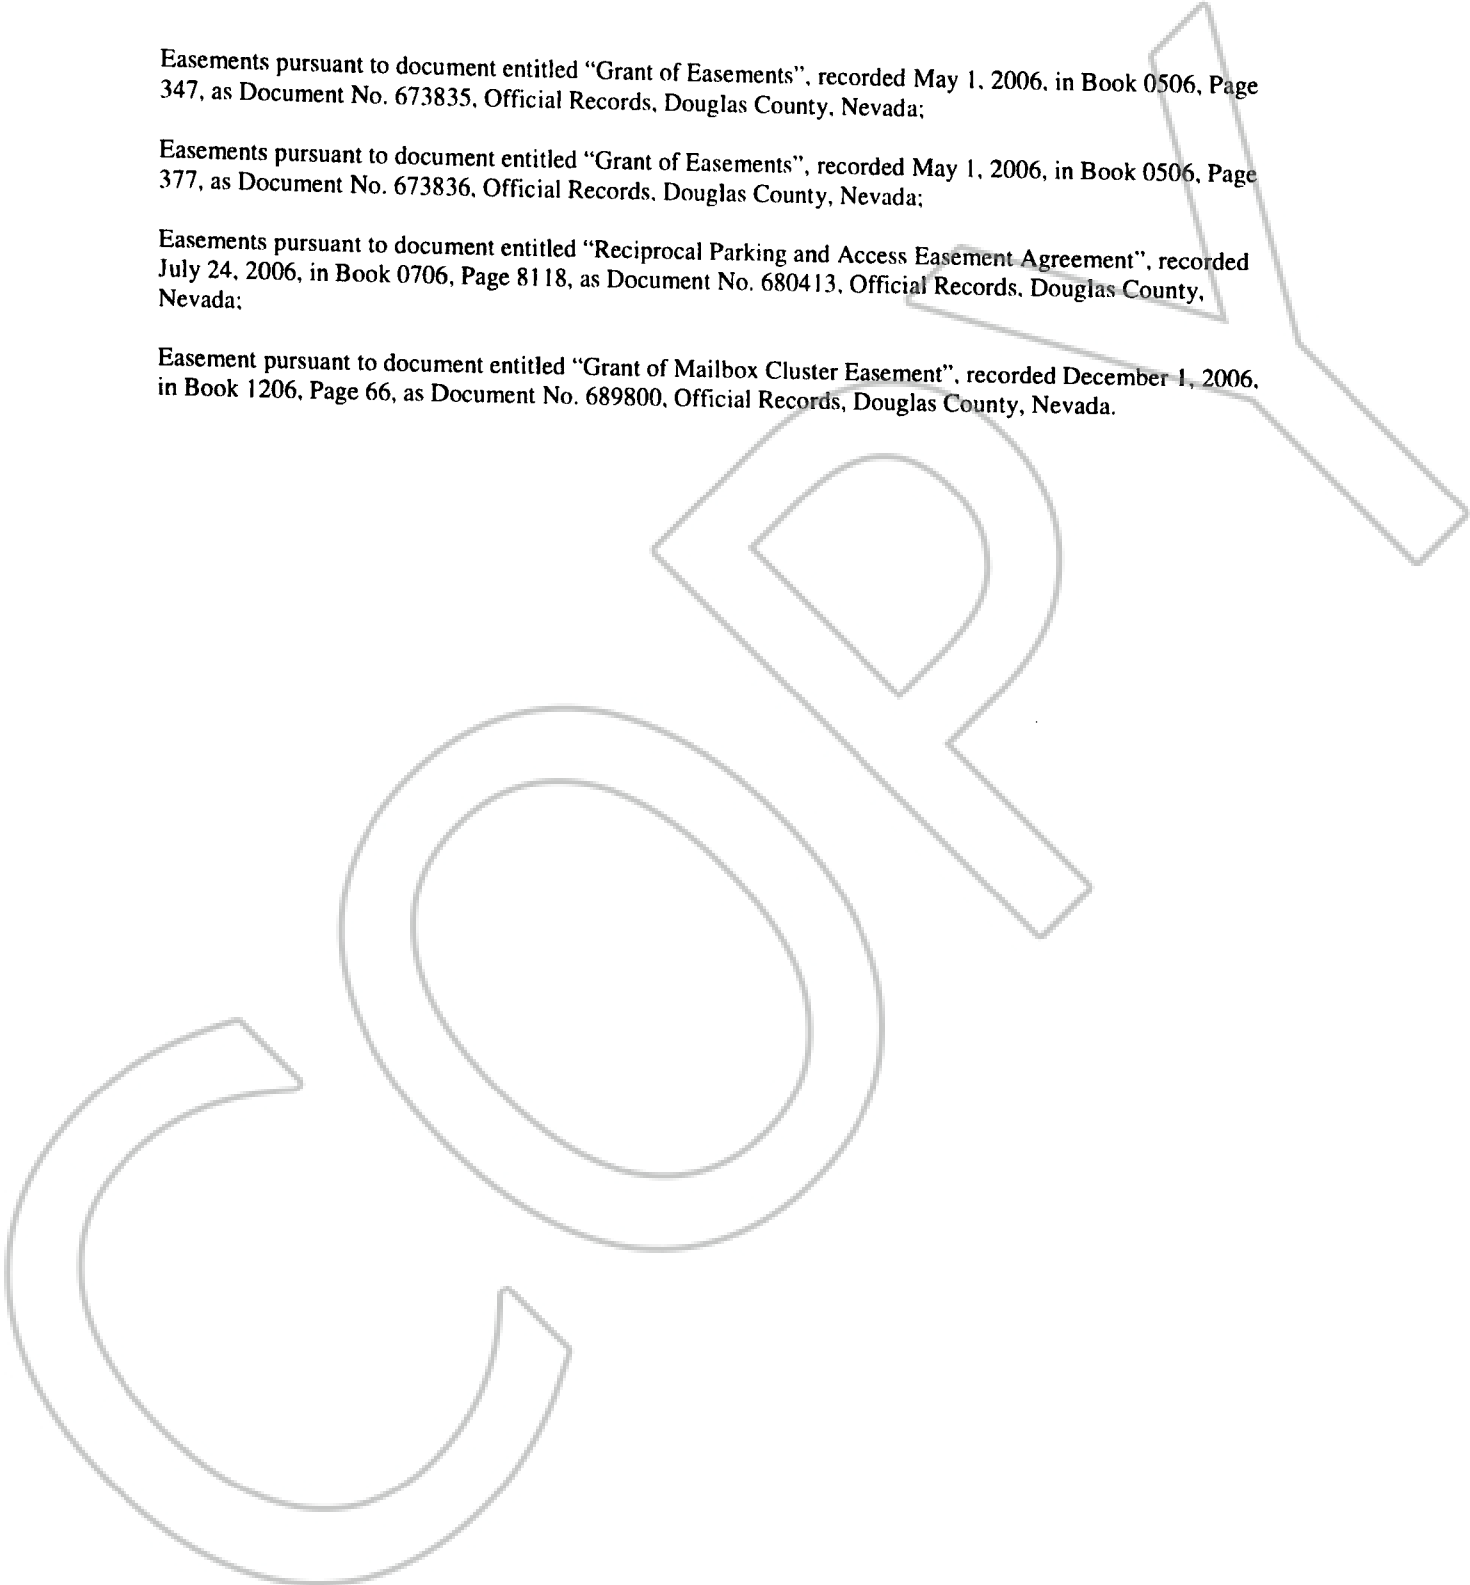 Easements pursuant to document entitled “Grant of Easements”, recorded May 1, 2006, in Book 0506, Page
347, as Document No. 673835, Official Records, Douglas County, Nevada;
Easements pursuant to document entitled “Grant of Easements”, recorded May 1, 2006, in Book 0506, Page
377, as Document No. 673836, Official Records, Douglas County, Nevada;
Easements pursuant to document entitled “Reciprocal Parking and Access Easement Agreement”, recorded
July 24, 2006, in Book 0706, Page 8118, as Document No. 680413, Official Records, Douglas County,
Nevada;
Easement pursuant to document entitled “Grant of Mailbox Cluster Easement”, recorded December 1, 2006,
in Book 1206, Page 66, as Document No. 689800, Official Records, Douglas County, Nevada.
COPY